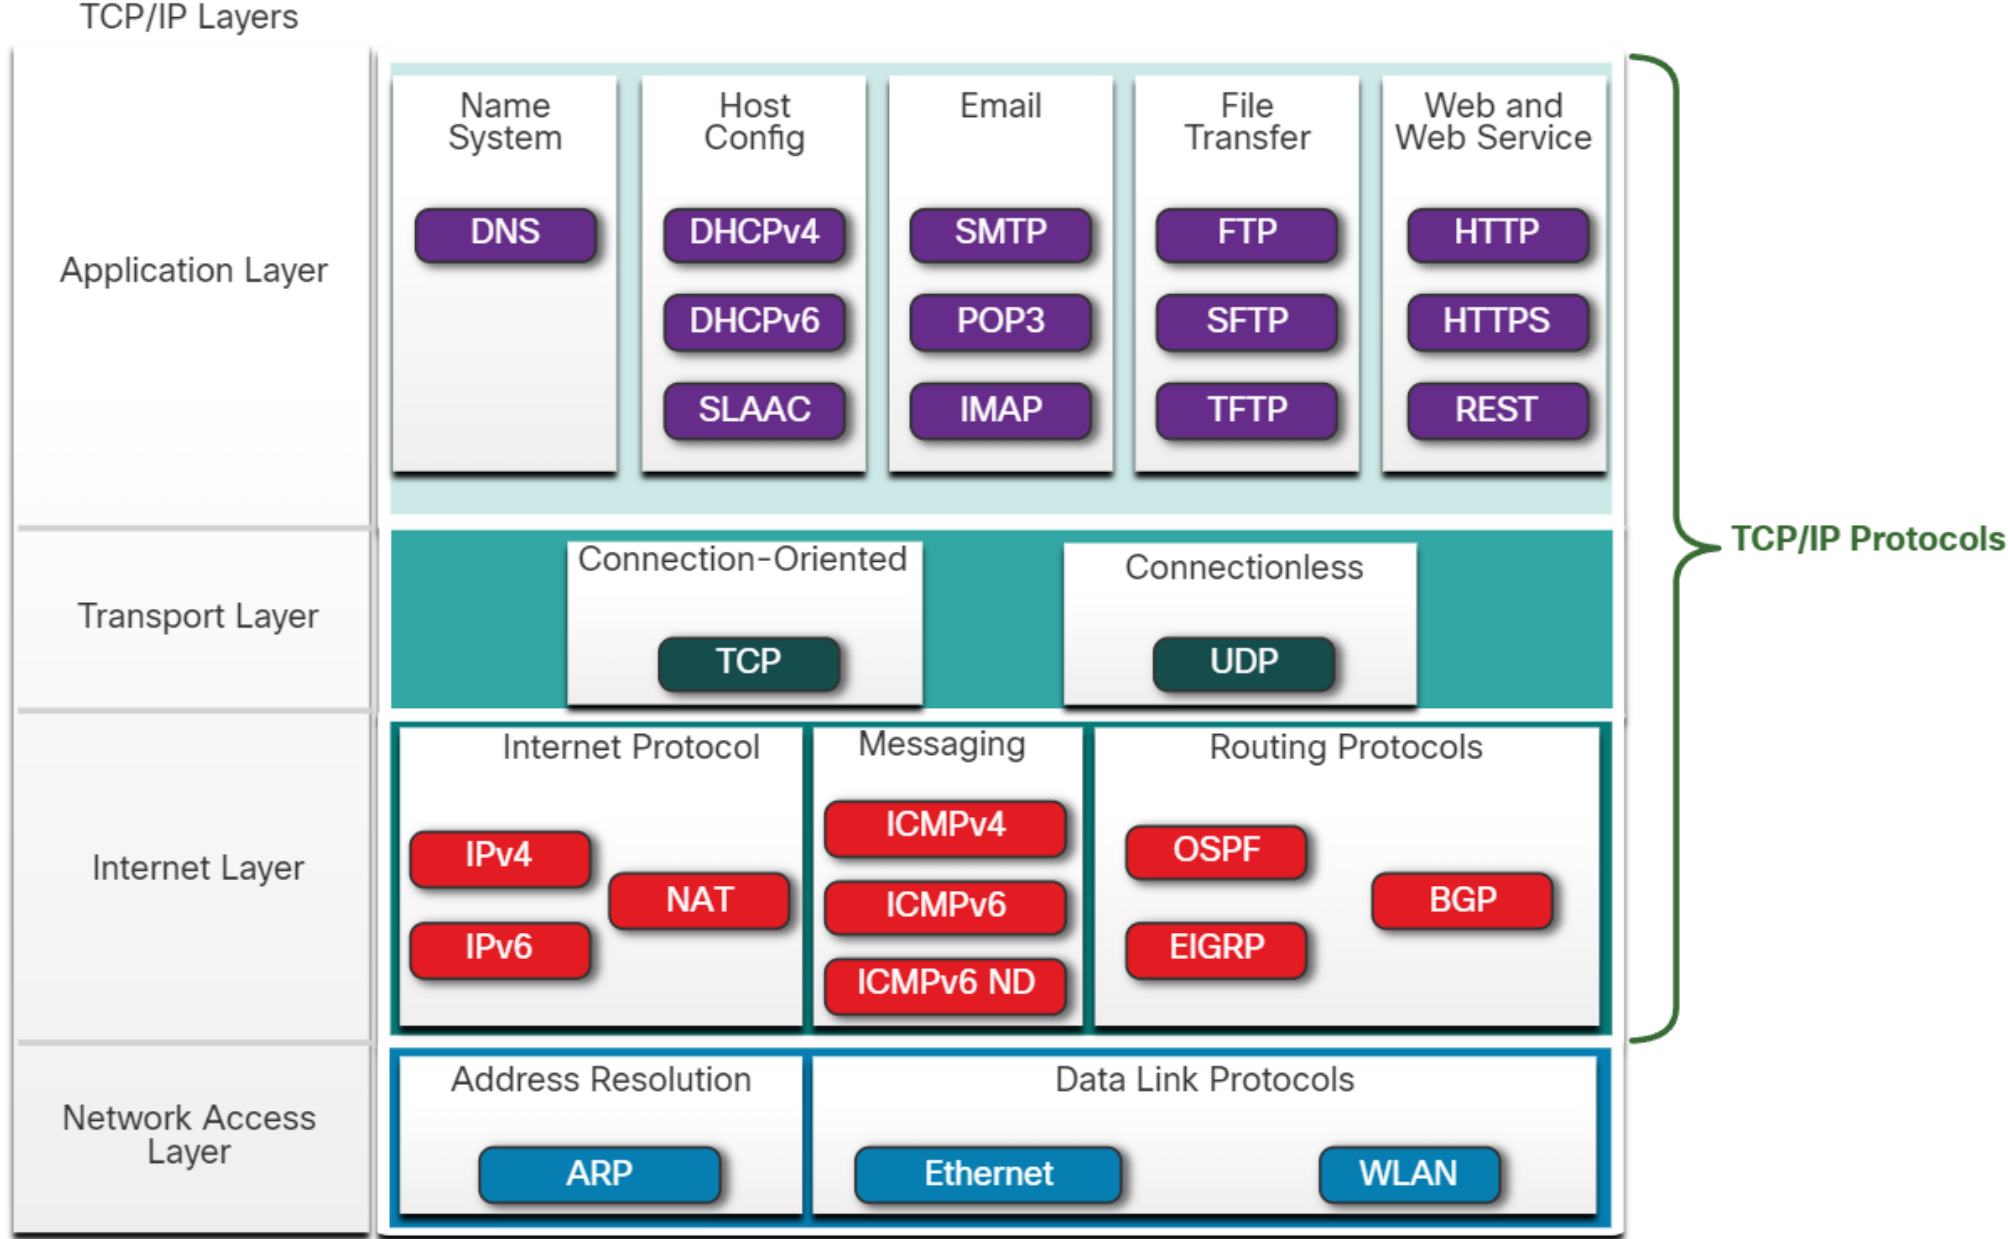 TCP/IP Layers
Application Layer
Name
System
DNS
Host
Config
DHCPv4
DHCPv6
SLAAC
Email
SMTP
POP3
IMAP
File
Transfer
FTP
SFTP
TFTP
Web and
Web Service
HTTP
HTTPS
REST
TCP/IP Protocols
Transport Layer
Connection-Oriented
TCP
Connectionless
UDP
Internet Layer
Internet Protocol
IPv4
NAT
IPv6
Messaging
ICMPv4
ICMPv6
ICMPv6 ND
Routing Protocols
OSPF
BGP
EIGRP
Network Access
Layer
Address Resolution
ARP
Data Link Protocols
Ethernet
WLAN